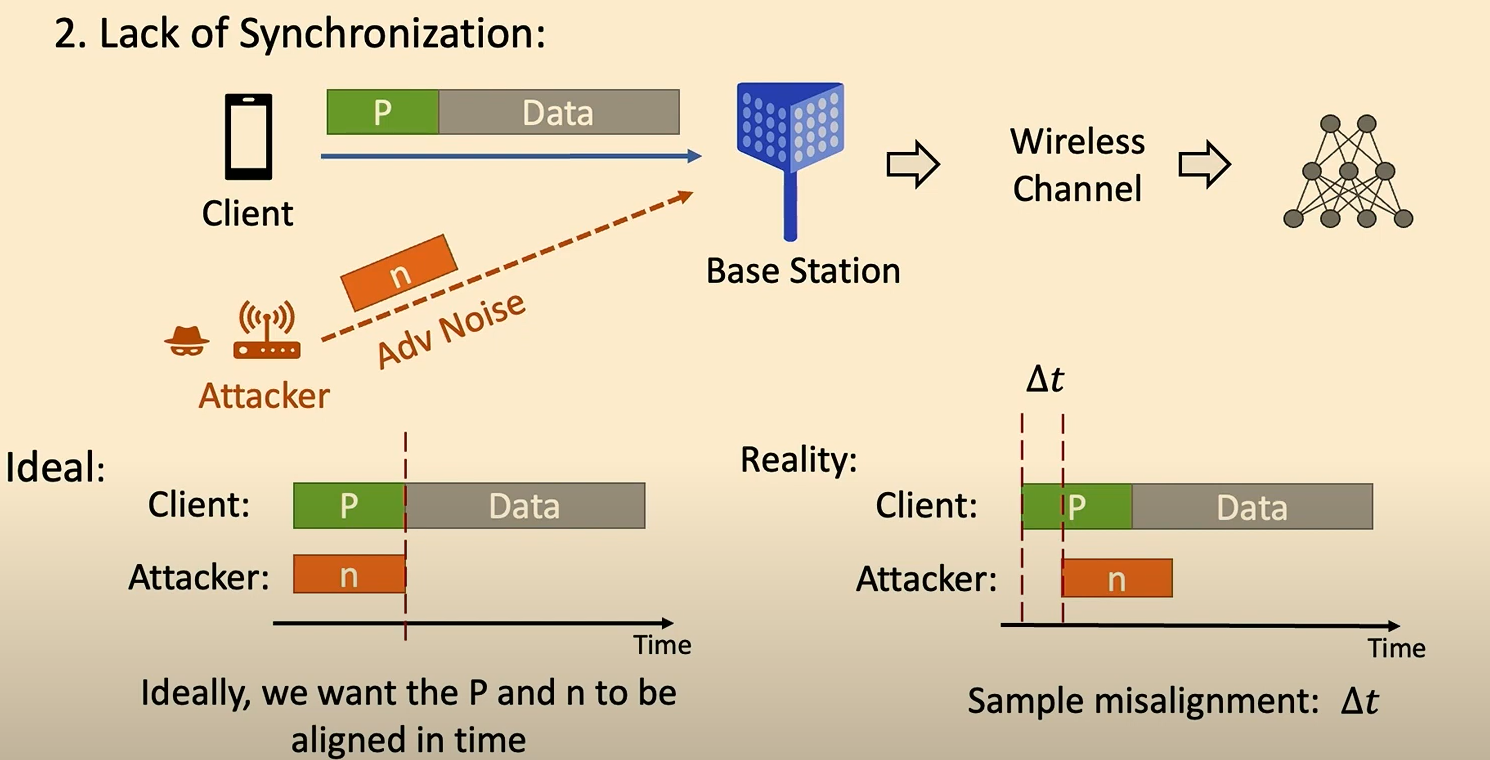 2. Lack of Synchronization:
P
Data
Client
n
Adv Noise
Attacker
Base Station
Wireless
Channel
Ideal:
Client:
P
Data
Attacker:
n
Time
Ideally, we want the P and n to be
aligned in time
Δt
Reality:
Client:
P
Data
Attacker:
n
Time
Sample misalignment: Δt